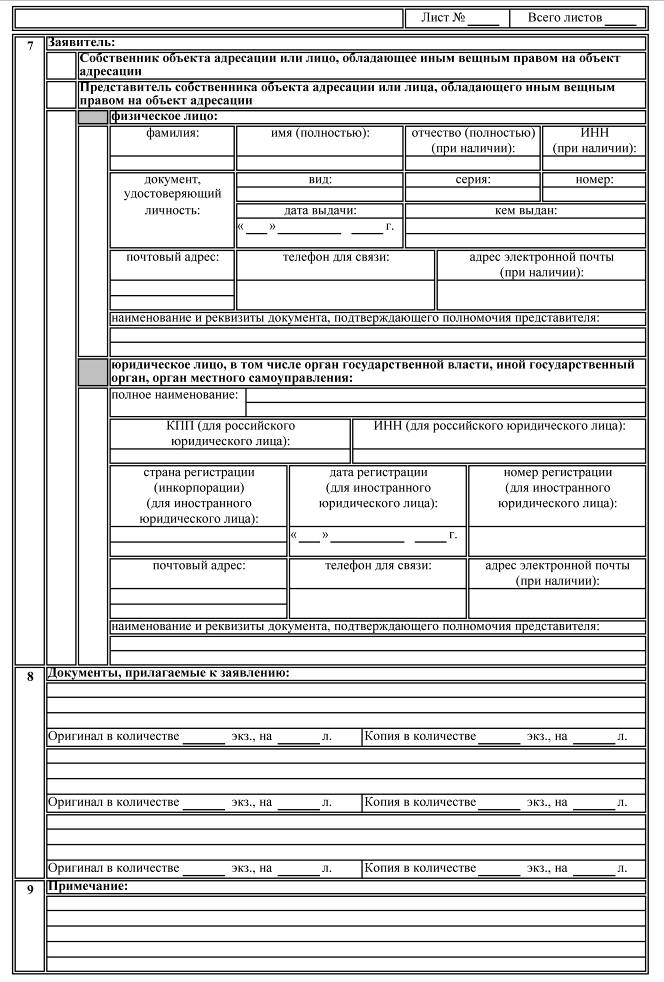 Лист № Всего листов
7 Заявитель:
Собственник объекта адресации или лицо, обладающее иным вещным правом на объект
адресации
Представитель собственника объекта адресации или лица, обладающего иным вещным
правом на объект адресации
физическое лицо:
фамилия: имя (полностью): отчество (полностью) (при наличии): ИНН (при наличии):
документ, удостоверяющий личность: вид: серия: номер:
дата выдачи: кем выдан:
« » г.
почтовый адрес: телефон для связи: адрес электронной почты (при наличии):
наименование и реквизиты документа, подтверждающего полномочия представителя:
юридическое лицо, в том числе орган государственной власти, иной государственный
орган, орган местного самоуправления:
полное наименование:
КПП (для российского юридического лица): ИНН (для российского юридического лица):
страна регистрации (инкорпорации) (для иностранного юридического лица): дата регистрации (для иностранного юридического лица): номер регистрации (для иностранного юридического лица):
« » г.
почтовый адрес: телефон для связи: адрес электронной почты (при наличии):
наименование и реквизиты документа, подтверждающего полномочия представителя:
8 Документы, прилагаемые к заявлению:
Оригинал в количестве экз., на л. Копия в количестве экз., на л.
Оригинал в количестве экз., на л. Копия в количестве экз., на л.
Оригинал в количестве экз., на л. Копия в количестве экз., на л.
9 Примечание: